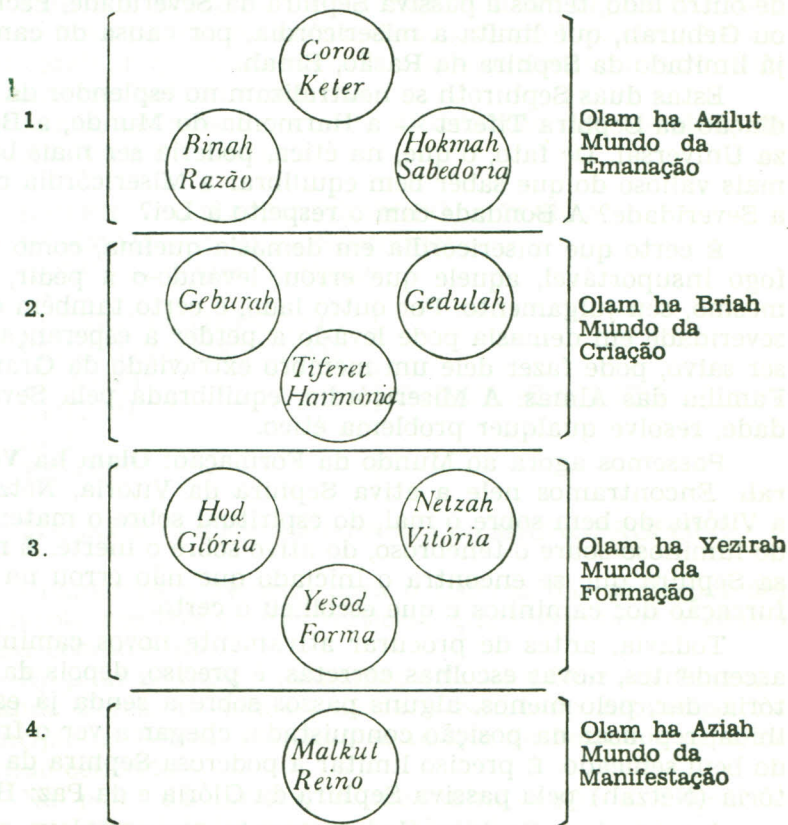 Coroa
Keter
1.
Binah
Razão
Hokmah
Sabedoria
Olam ha Azilut
Mundo da
Emanação
2.
Geburah
Gedulah
Tiferet
Harmonia
Olam ha Briah
Mundo da
Criação
3.
Hod
Glória
Netzah
Vitória
Yesod
Forma
Olam ha Yezirah
Mundo da
Formação
4.
Malkut
Reino
Olam ha Aziah
Mundo da
Manifestação